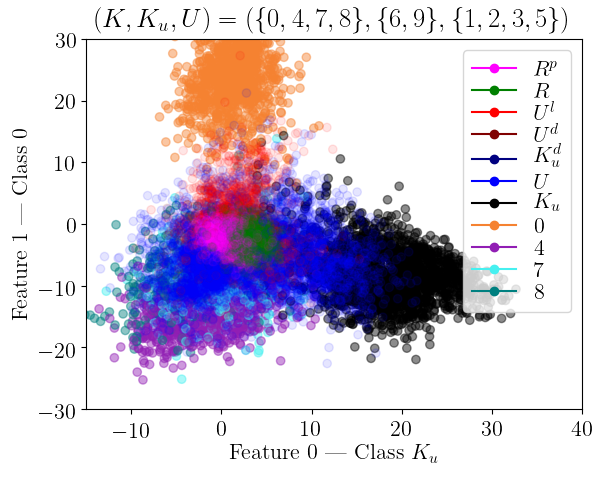 (K, K_u, U) = ({0, 4, 7, 8}, {6, 9}, {1, 2, 3, 5})
30
20
10
0
−10
−20
−30
Feature 1 — Class 0
R^p
R
U^l
U^d
K_u^d
U
K_u
0
4
7
8
−10
0
10
20
30
40
Feature 0 — Class K_u